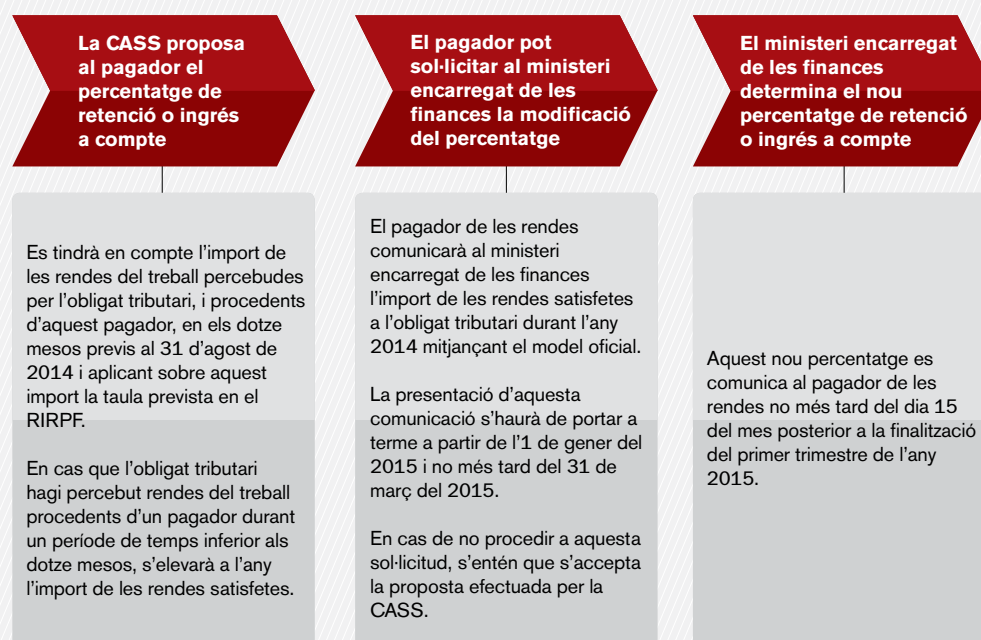 La CASS proposa
al pagador el
percentatge de
retenció o ingrés
a compte
Es tindrà en compte l’import de
les rendes del treball percebudes
per l’obligat tributari, i procedents
d’aquest pagador, en els dotze
mesos previs al 31 d’agost de
2014 i aplicant sobre aquest
import la taula prevista en el
RIRPF.
En cas que l’obligat tributari
hagi percebut rendes del treball
procedents d’un pagador durant
un període de temps inferior als
dotze mesos, s’elevarà a l’any
l’import de les rendes satisfetes.
El pagador pot
sol·licitar al ministeri
encarregat de les
finances la modificació
del percentatge
El pagador de les rendes
comunicarà al ministeri
encarregat de les finances
l’import de les rendes satisfetes
a l’obligat tributari durant l’any
2014 mitjançant el model oficial.
La presentació d’aquesta
comunicació s’haurà de portar a
terme a partir de l’1 de gener del
2015 i no més tard del 31 de
març del 2015.
En cas de no procedir a aquesta
sol·licitud, s’entén que s’accepta
la proposta efectuada per la
CASS.
El ministeri encarregat
de les finances
determina el nou
percentatge de retenció
o ingrés a compte
Aquest nou percentatge es
comunica al pagador de les
rendes no més tard del dia 15
del mes posterior a la finalització
del primer trimestre de l’any
2015.